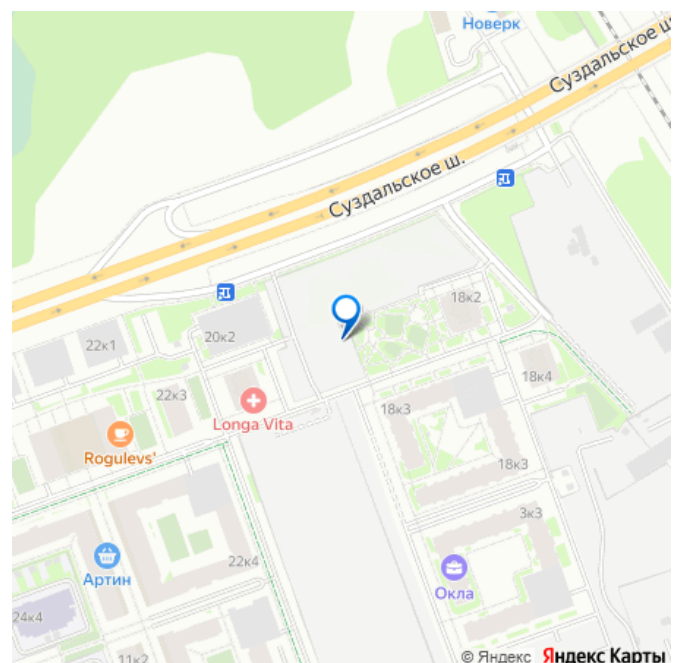 Новерк
Суздальское ш
Суздальское ш.
18к2
20к2
22к1
22к3
18к4
Longa Vita
18к3
Rogulevs'
18к3
3к3
22к4
Артин
Окла
24к4
11к2
© Яндекс Яндекс Карты